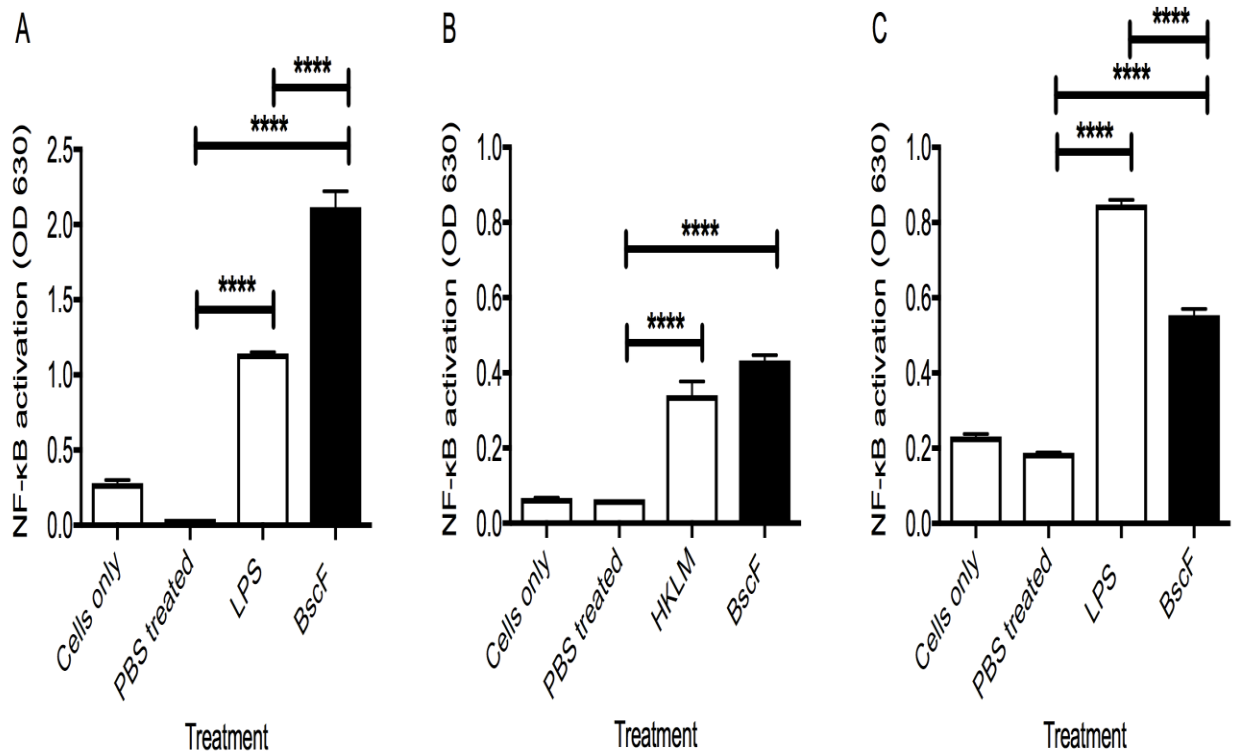 A
****
****
****
NF-κB activation (OD 630)
2.5
2.0
1.5
1.0
0.5
0.0
Cells only
PBS treated
LPS
BscF
Treatment
B
****
****
NF-κB activation (OD 630)
1.0
0.8
0.6
0.4
0.2
0.0
Cells only
PBS treated
HKLM
BscF
Treatment
C
****
****
****
NF-κB activation (OD 630)
1.0
0.8
0.6
0.4
0.2
0.0
Cells only
PBS treated
LPS
BscF
Treatment